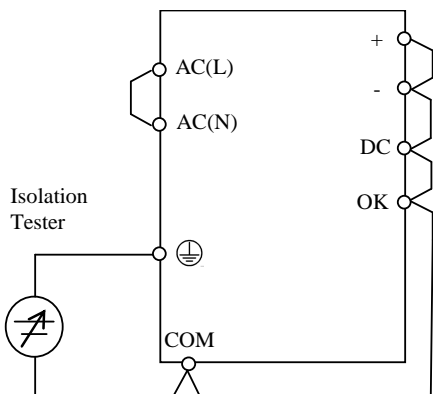 +
AC(L)
-
AC(N)
DC
Isolation
Tester
OK
COM